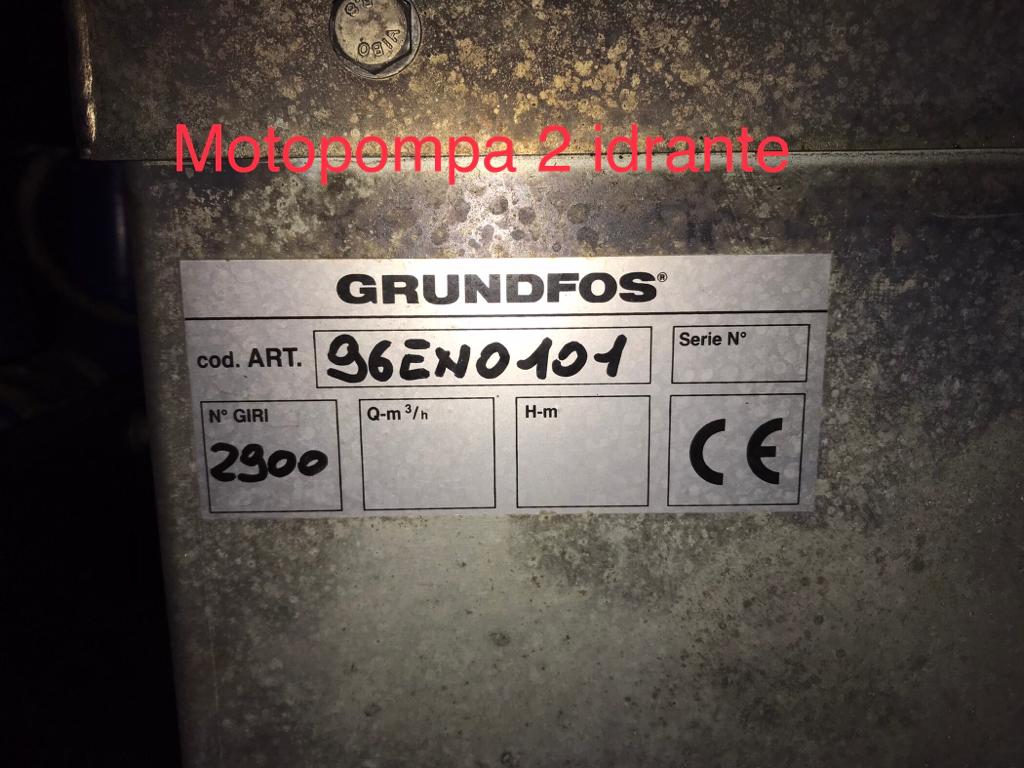 Motopompa 2 idrante
GRUNDFOS®
cod. ART. 96EN0101 Serie N°
N° GIRI Q-m³/h H-m
2900 CE